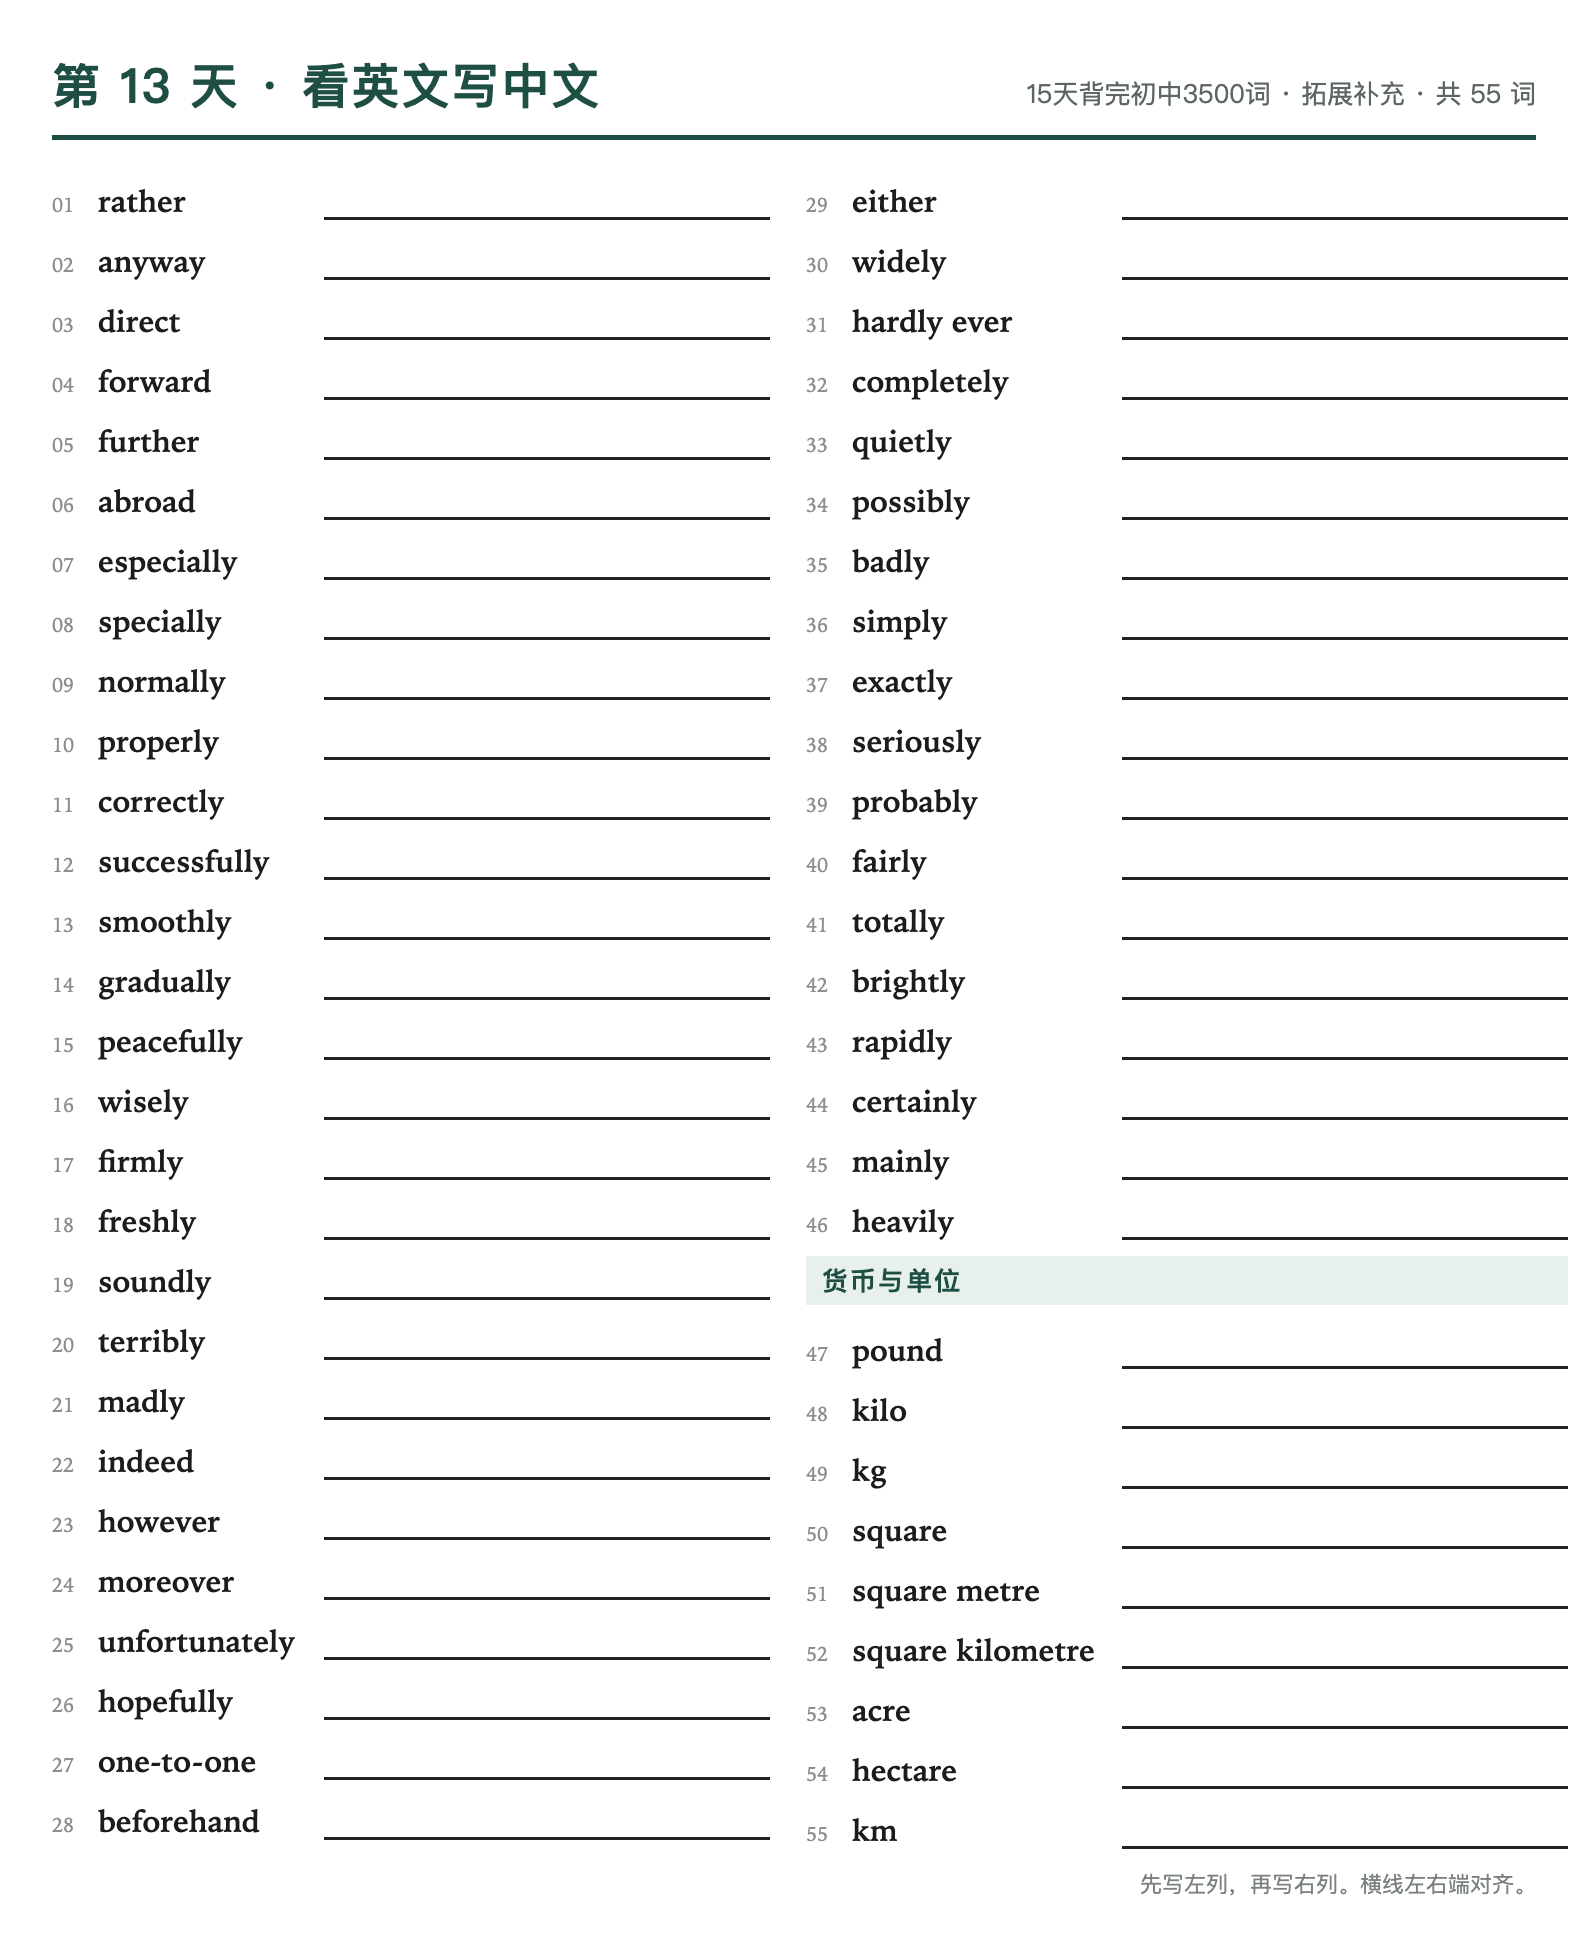 第 13 天 · 看英文写中文
15天背完初中3500词 · 拓展补充 · 共 55 词
01 rather
02 anyway
03 direct
04 forward
05 further
06 abroad
07 especially
08 specially
09 normally
10 properly
11 correctly
12 successfully
13 smoothly
14 gradually
15 peacefully
16 wisely
17 firmly
18 freshly
19 soundly
20 terribly
21 madly
22 indeed
23 however
24 moreover
25 unfortunately
26 hopefully
27 one-to-one
28 beforehand
29 either
30 widely
31 hardly ever
32 completely
33 quietly
34 possibly
35 badly
36 simply
37 exactly
38 seriously
39 probably
40 fairly
41 totally
42 brightly
43 rapidly
44 certainly
45 mainly
46 heavily
货币与单位
47 pound
48 kilo
49 kg
50 square
51 square metre
52 square kilometre
53 acre
54 hectare
55 km
先写左列，再写右列。横线左右端对齐。